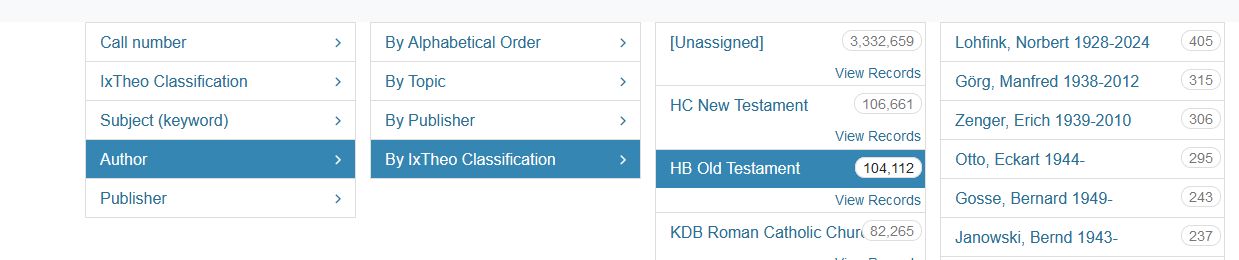 Call number
IxTheo Classification
Subject (keyword)
Author
Publisher
By Alphabetical Order
By Topic
By Publisher
By IxTheo Classification
[Unassigned] 3,332,659
View Records
HC New Testament 106,661
View Records
HB Old Testament 104,112
View Records
KDB Roman Catholic Chur 82,265
View Records
Lohfink, Norbert 1928-2024 405
Görg, Manfred 1938-2012 315
Zenger, Erich 1939-2010 306
Otto, Eckart 1944- 295
Gosse, Bernard 1949- 243
Janowski, Bernd 1943- 237